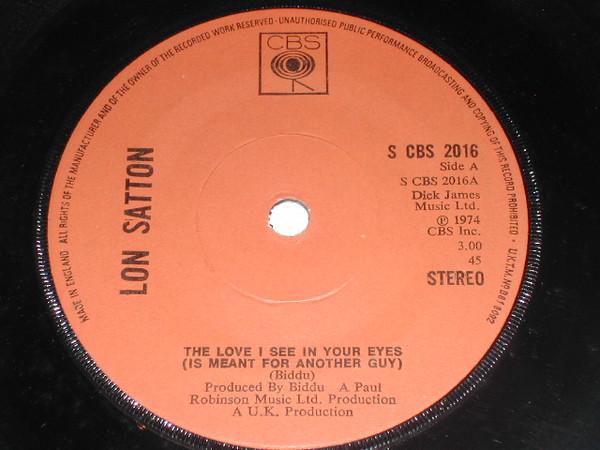 MADE IN ENGLAND ALL RIGHTS OF THE MANUFACTURER AND OF THE OWNER OF THE RECORDED WORK RESERVED · UNAUTHORISED PUBLIC PERFORMANCE BROADCASTING AND COPYING OF THIS RECORD PROHIBITED · U.K.T.M. Nº 881 8002
CBS
LON SATTON
S CBS 2016
Side A
S CBS 2016A
Dick James
Music Ltd.
℗ 1974
CBS Inc.
3.00
45
STEREO
THE LOVE I SEE IN YOUR EYES
(IS MEANT FOR ANOTHER GUY)
(Biddu)
Produced By Biddu A Paul
Robinson Music Ltd. Production
A U.K. Production